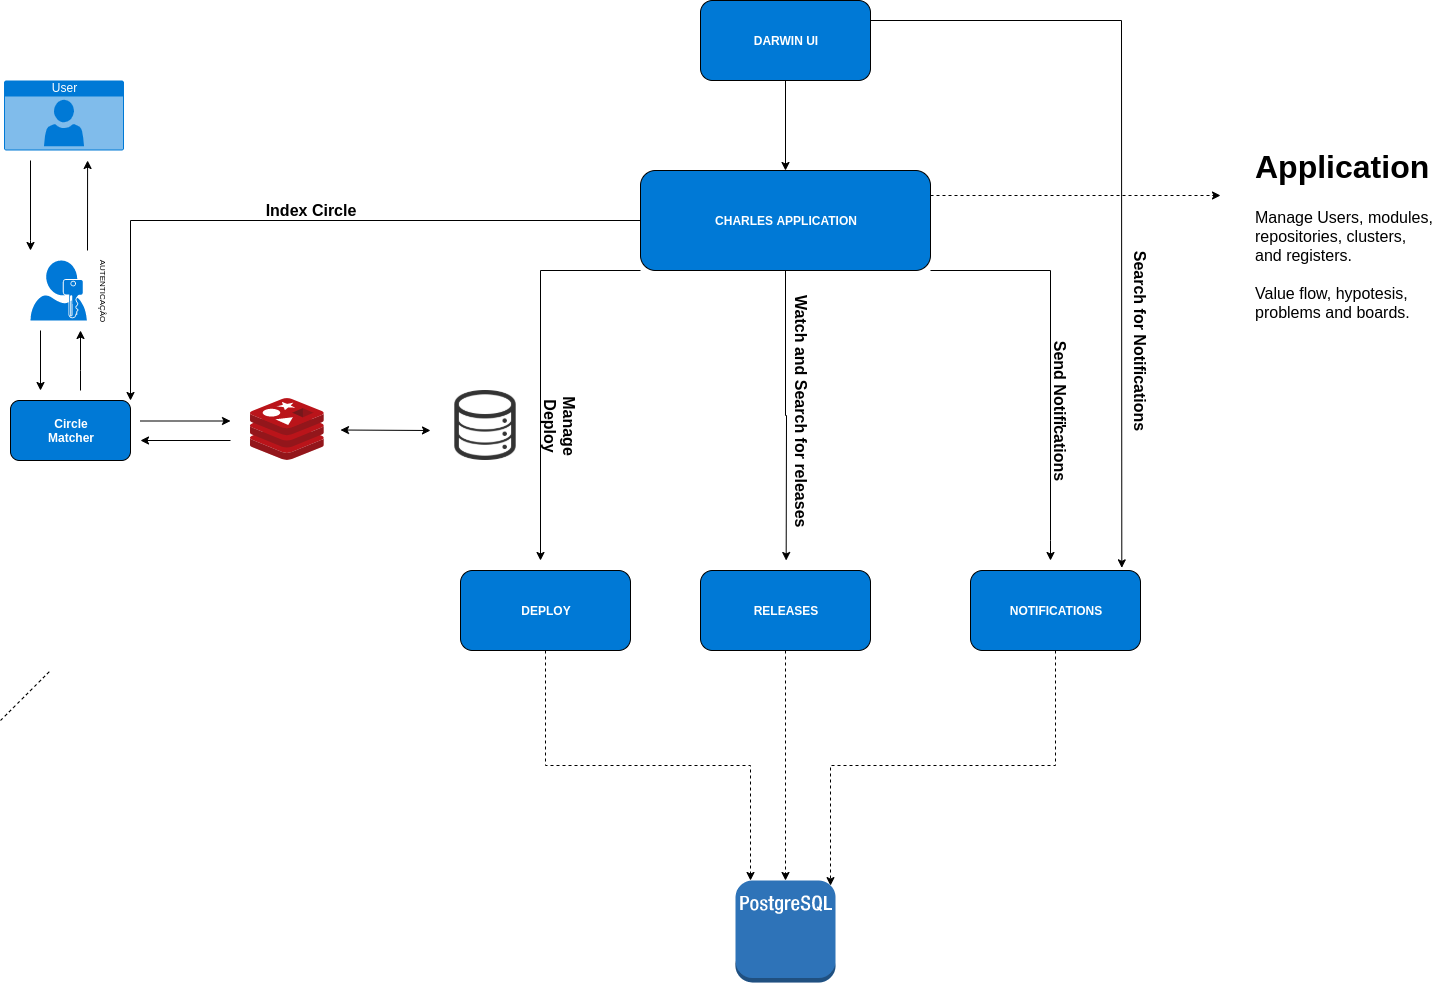 DARWIN UI
User
CHARLES APPLICATION
Application
Manage Users, modules,
repositories, clusters,
and registers.
Value flow, hypotesis,
problems and boards.
Index Circle
AUTENTICAÇÃO
Circle
Matcher
Manage
Deploy
Watch and Search for releases
Send Notifications
Search for Notifications
DEPLOY
RELEASES
NOTIFICATIONS
PostgreSQL